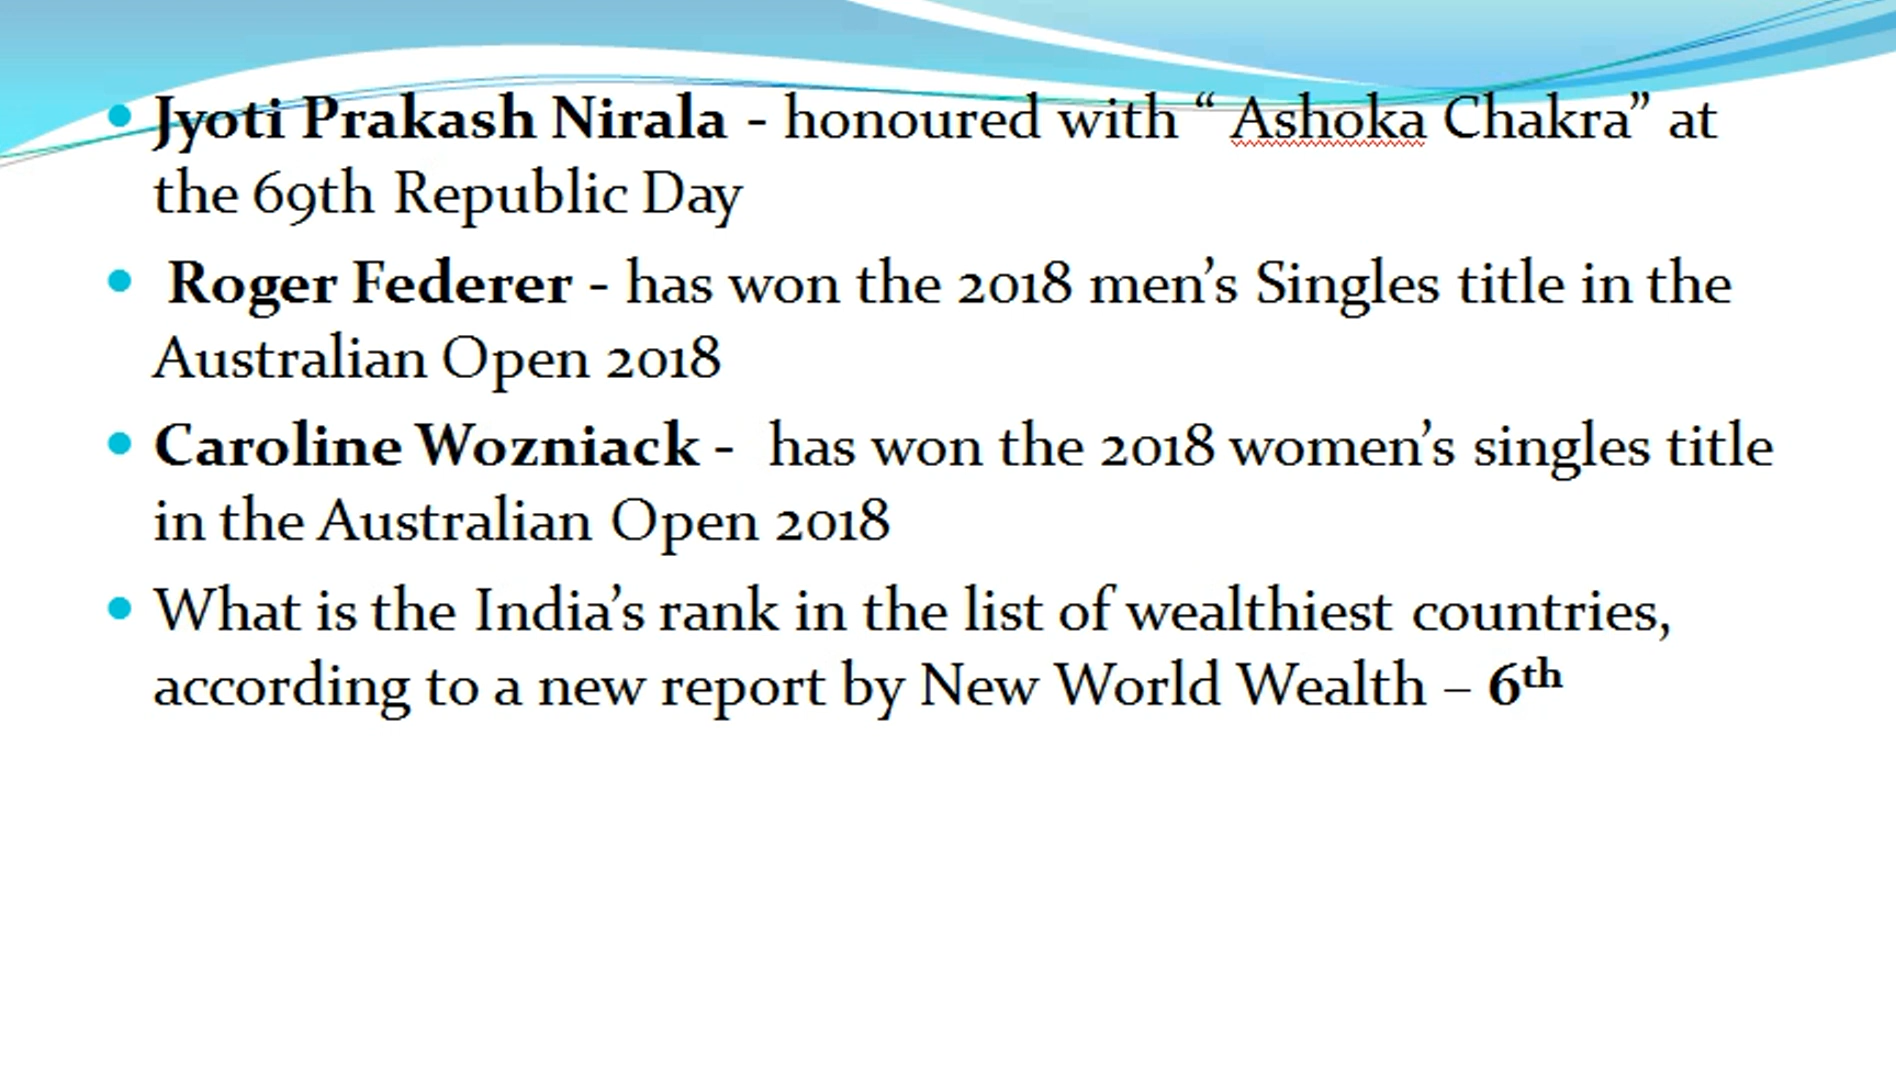 • Jyoti Prakash Nirala - honoured with “ Ashoka Chakra” at
the 69th Republic Day
• Roger Federer - has won the 2018 men’s Singles title in the
Australian Open 2018
• Caroline Wozniack - has won the 2018 women’s singles title
in the Australian Open 2018
• What is the India’s rank in the list of wealthiest countries,
according to a new report by New World Wealth – 6th